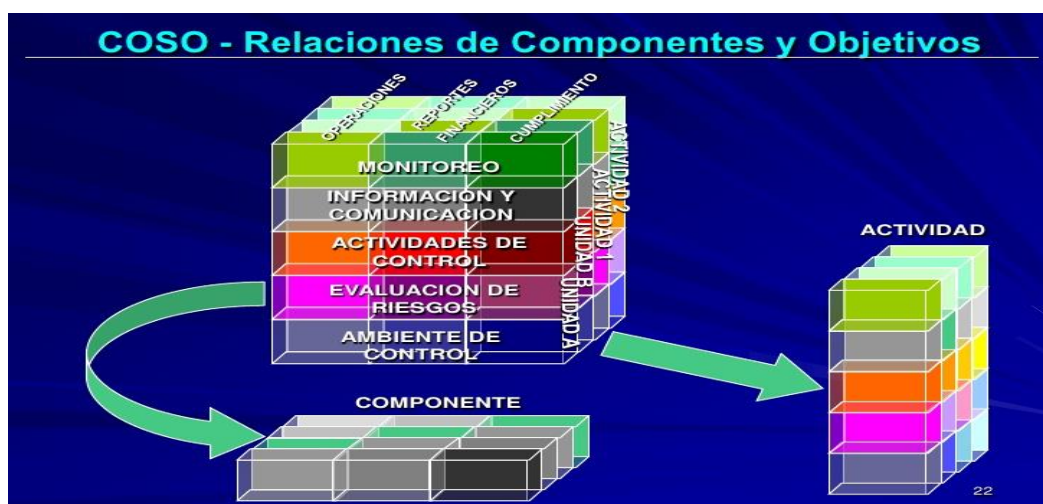 COSO - Relaciones de Componentes y Objetivos
OPERACIONES
REPORTES
FINANCIEROS
CUMPLIMIENTO
MONITOREO
INFORMACION Y
COMUNICACION
ACTIVIDADES DE
CONTROL
EVALUACION DE
RIESGOS
AMBIENTE DE
CONTROL
UNIDAD A
UNIDAD B
ACTIVIDAD 1
ACTIVIDAD 2
ACTIVIDAD
COMPONENTE
22